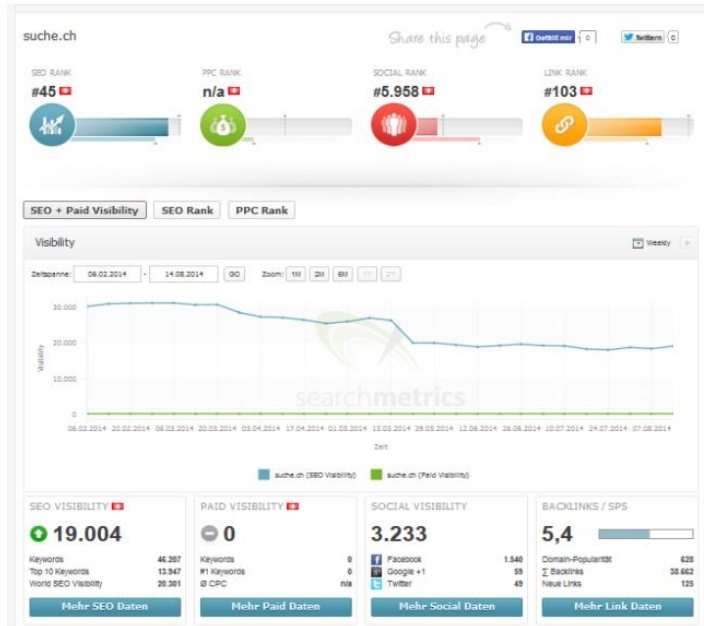 suche.ch
Share this page
Gefällt mir 0
Twittern 0
SEO RANK
#45
PPC RANK
n/a
SOCIAL RANK
#5.958
LINK RANK
#103
SEO + Paid Visibility
SEO Rank
PPC Rank
Visibility
Weekly
Zeitspanne: 06.02.2014 - 14.08.2014 GO Zoom: 1M 2M 6M 1Y 2Y
30.000
20.000
10.000
0
Visibility
searchmetrics
06.02.2014 20.02.2014 06.03.2014 20.03.2014 03.04.2014 17.04.2014 01.03.2014 13.03.2014 29.03.2014 12.06.2014 26.06.2014 10.07.2014 24.07.2014 07.08.2014
Zeit
suche.ch (SEO Visibility)
suche.ch (Paid Visibility)
SEO VISIBILITY
19.004
Keywords 46.207
Top 10 Keywords 13.947
World SEO Visibility 20.301
Mehr SEO Daten
PAID VISIBILITY
0
Keywords 0
#1 Keywords 0
Ø CPC n/a
Mehr Paid Daten
SOCIAL VISIBILITY
3.233
Facebook 1.540
Google +1 59
Twitter 49
Mehr Social Daten
BACKLINKS / SPS
5,4
Domain-Popularität 628
∑ Backlinks 38.662
Neue Links 125
Mehr Link Daten